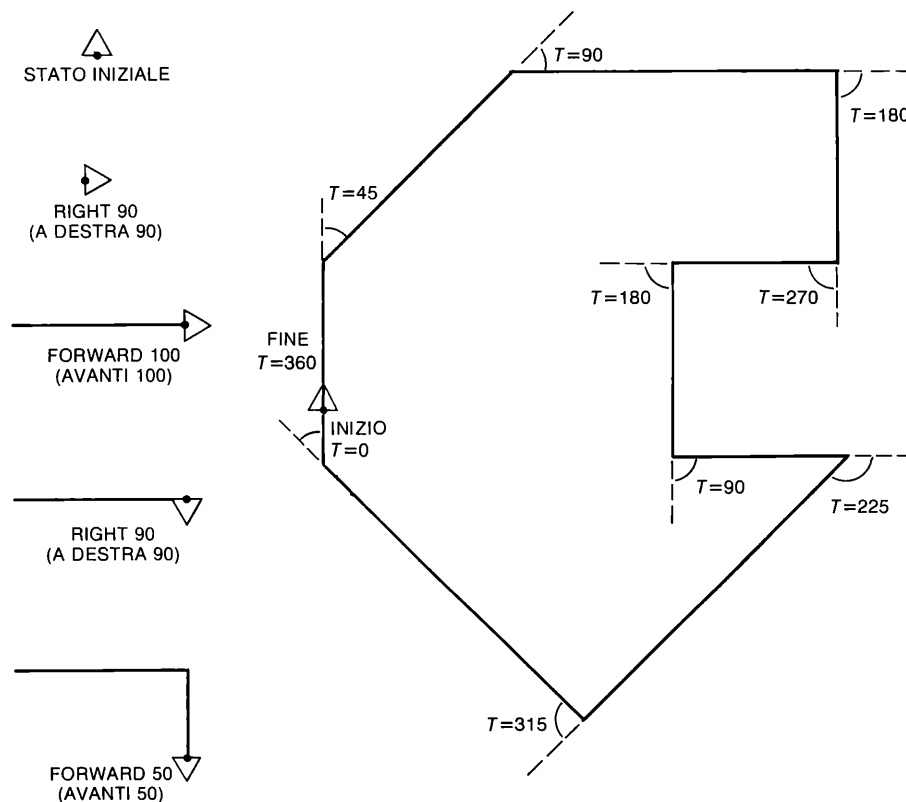 STATO INIZIALE
RIGHT 90
(A DESTRA 90)
FORWARD 100
(AVANTI 100)
RIGHT 90
(A DESTRA 90)
FORWARD 50
(AVANTI 50)
T=90
T=180
T=45
T=180
T=270
FINE
T=360
INIZIO
T=0
T=90
T=225
T=315